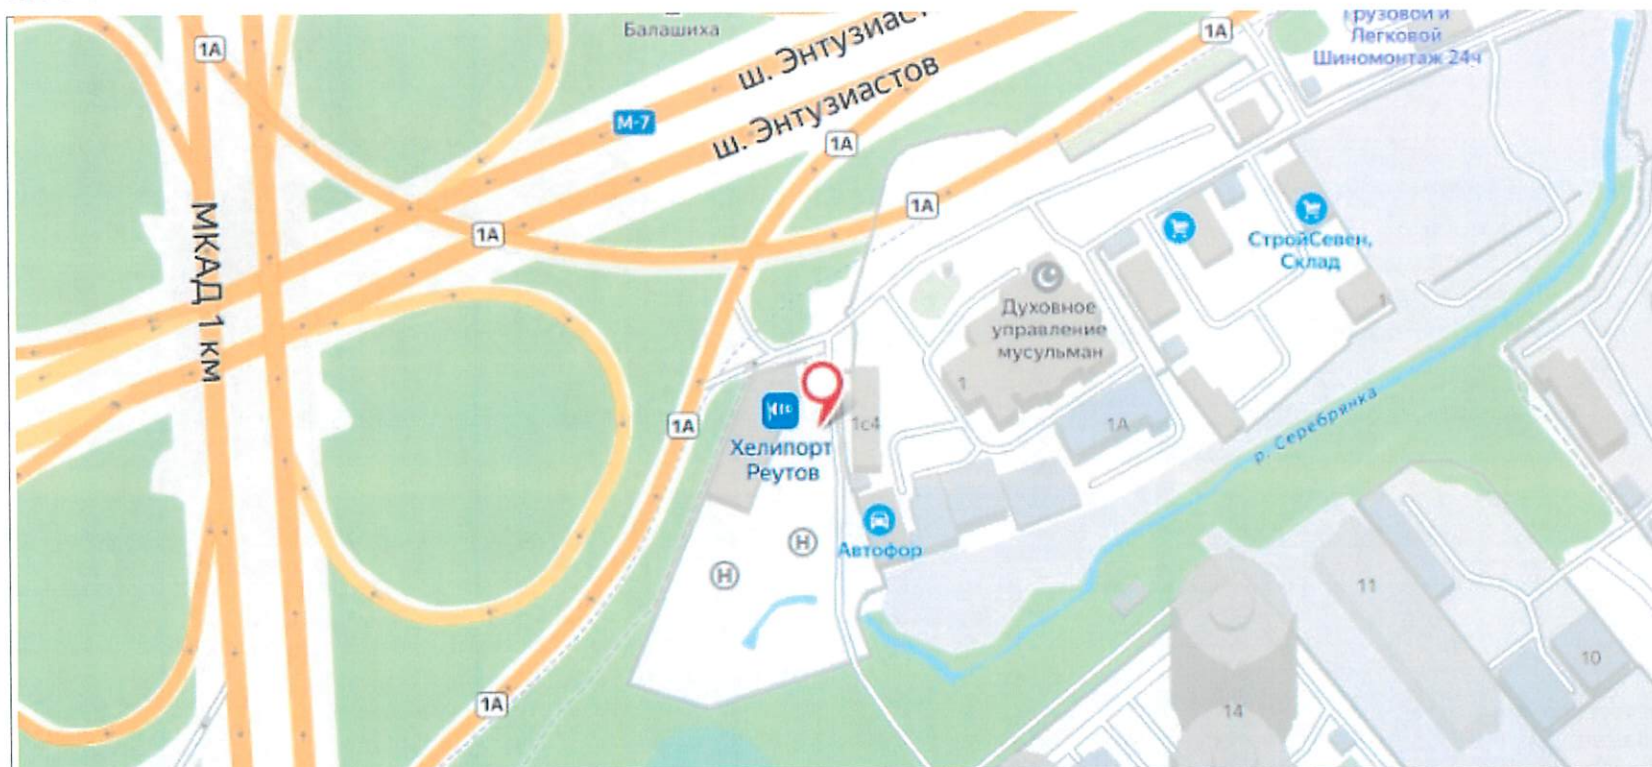 Грузовой и
Легковой
Шиномонтаж 24ч
Балашиха
ш. Энтузиастов
ш. Энтузиастов
М-7
1А
1А
1А
1А
1А
МКАД 1 км
СтройСевен,
Склад
1
Духовное
управление
мусульман
1
1А
1с4
1А
Хелипорт
Реутов
р. Серебрянка
Автофор
H
H
11
10
14
1А